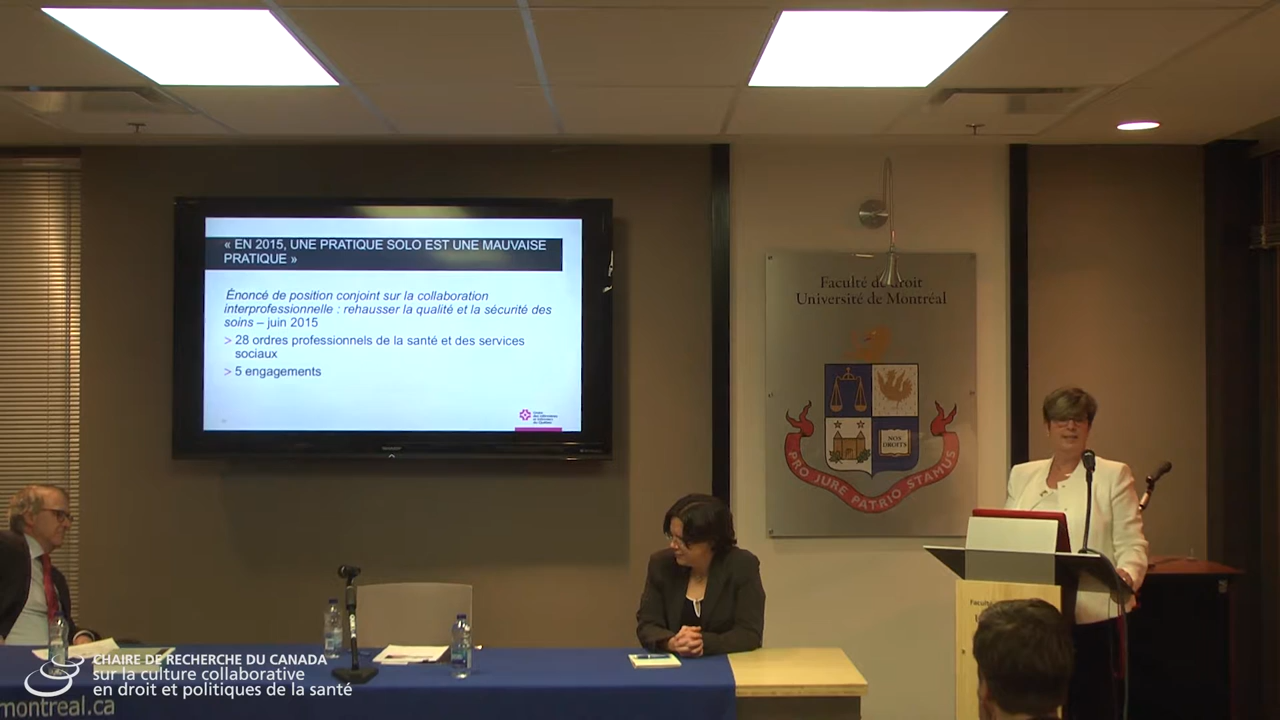 « EN 2015, UNE PRATIQUE SOLO EST UNE MAUVAISE
PRATIQUE »
Énoncé de position conjoint sur la collaboration
interprofessionnelle : rehausser la qualité et la sécurité des
soins – juin 2015
> 28 ordres professionnels de la santé et des services
sociaux
> 5 engagements
Faculté de droit
Université de Montréal
NOS
DROITS
PRO JURE PATRIO STAMUS
Faculté
CHAIRE DE RECHERCHE DU CANADA
sur la culture collaborative
en droit et politiques de la santé
montreal.ca